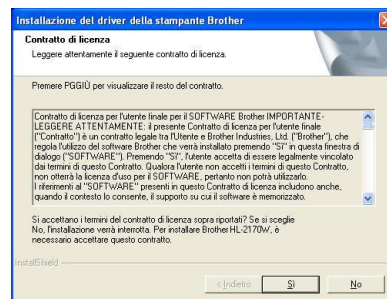 Installazione del driver della stampante Brother
Contratto di licenza
Leggere attentamente il seguente contratto di licenza.
Premere PGGIÙ per visualizzare il resto del contratto.
Contratto di licenza per l'utente finale per il SOFTWARE Brother IMPORTANTE-
LEGGERE ATTENTAMENTE: il presente Contratto di licenza per l'utente finale
("Contratto") è un contratto legale tra l'Utente e Brother Industries, Ltd. ("Brother"), che
regola l'utilizzo del software Brother che verrà installato premendo "Sì" in questa finestra di
dialogo ("SOFTWARE"). Premendo "Sì", l'utente accetta di essere legalmente vincolato
dai termini di questo Contratto. Qualora l'utente non accetti i termini di questo Contratto,
non otterrà la licenza d'uso per il SOFTWARE, pertanto non potrà utilizzarlo.
I riferimenti al "SOFTWARE" presenti in questo Contratto di licenza includono anche,
quando il contesto lo consente, il supporto su cui il software è memorizzato.
Si accettano i termini del contratto di licenza sopra riportati? Se si sceglie
No, l'installazione verrà interrotta. Per installare Brother HL-2170W, è
necessario accettare questo contratto.
InstallShield
< Indietro
Sì
No